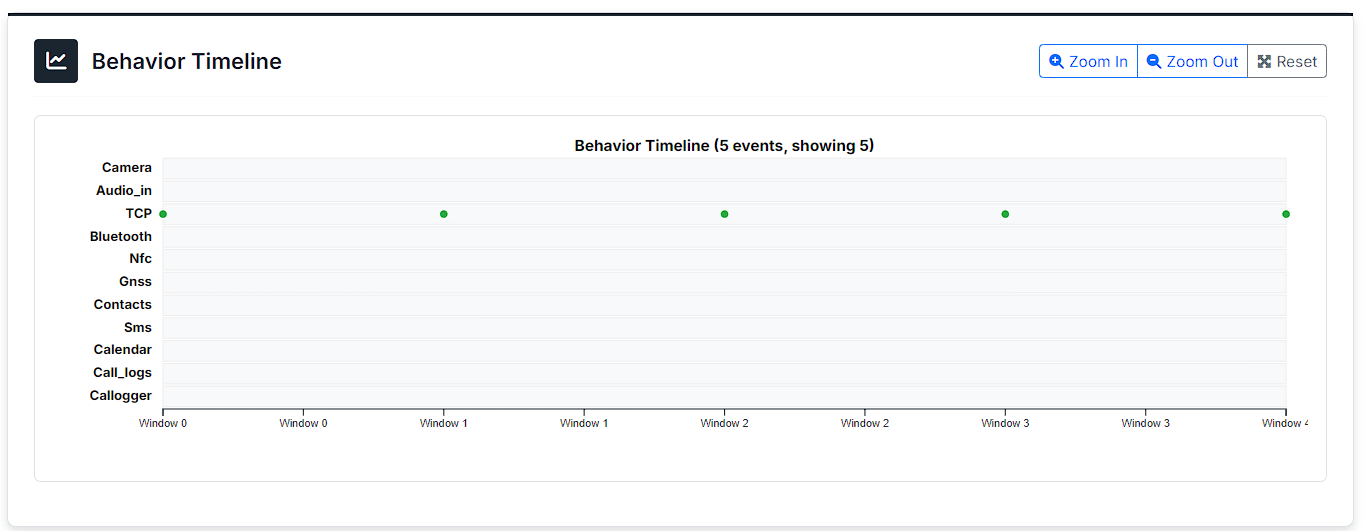 Behavior Timeline
Zoom In Zoom Out Reset
Behavior Timeline (5 events, showing 5)
Camera
Audio_in
TCP
Bluetooth
Nfc
Gnss
Contacts
Sms
Calendar
Call_logs
Callogger
Window 0 Window 0 Window 1 Window 1 Window 2 Window 2 Window 3 Window 3 Window 4